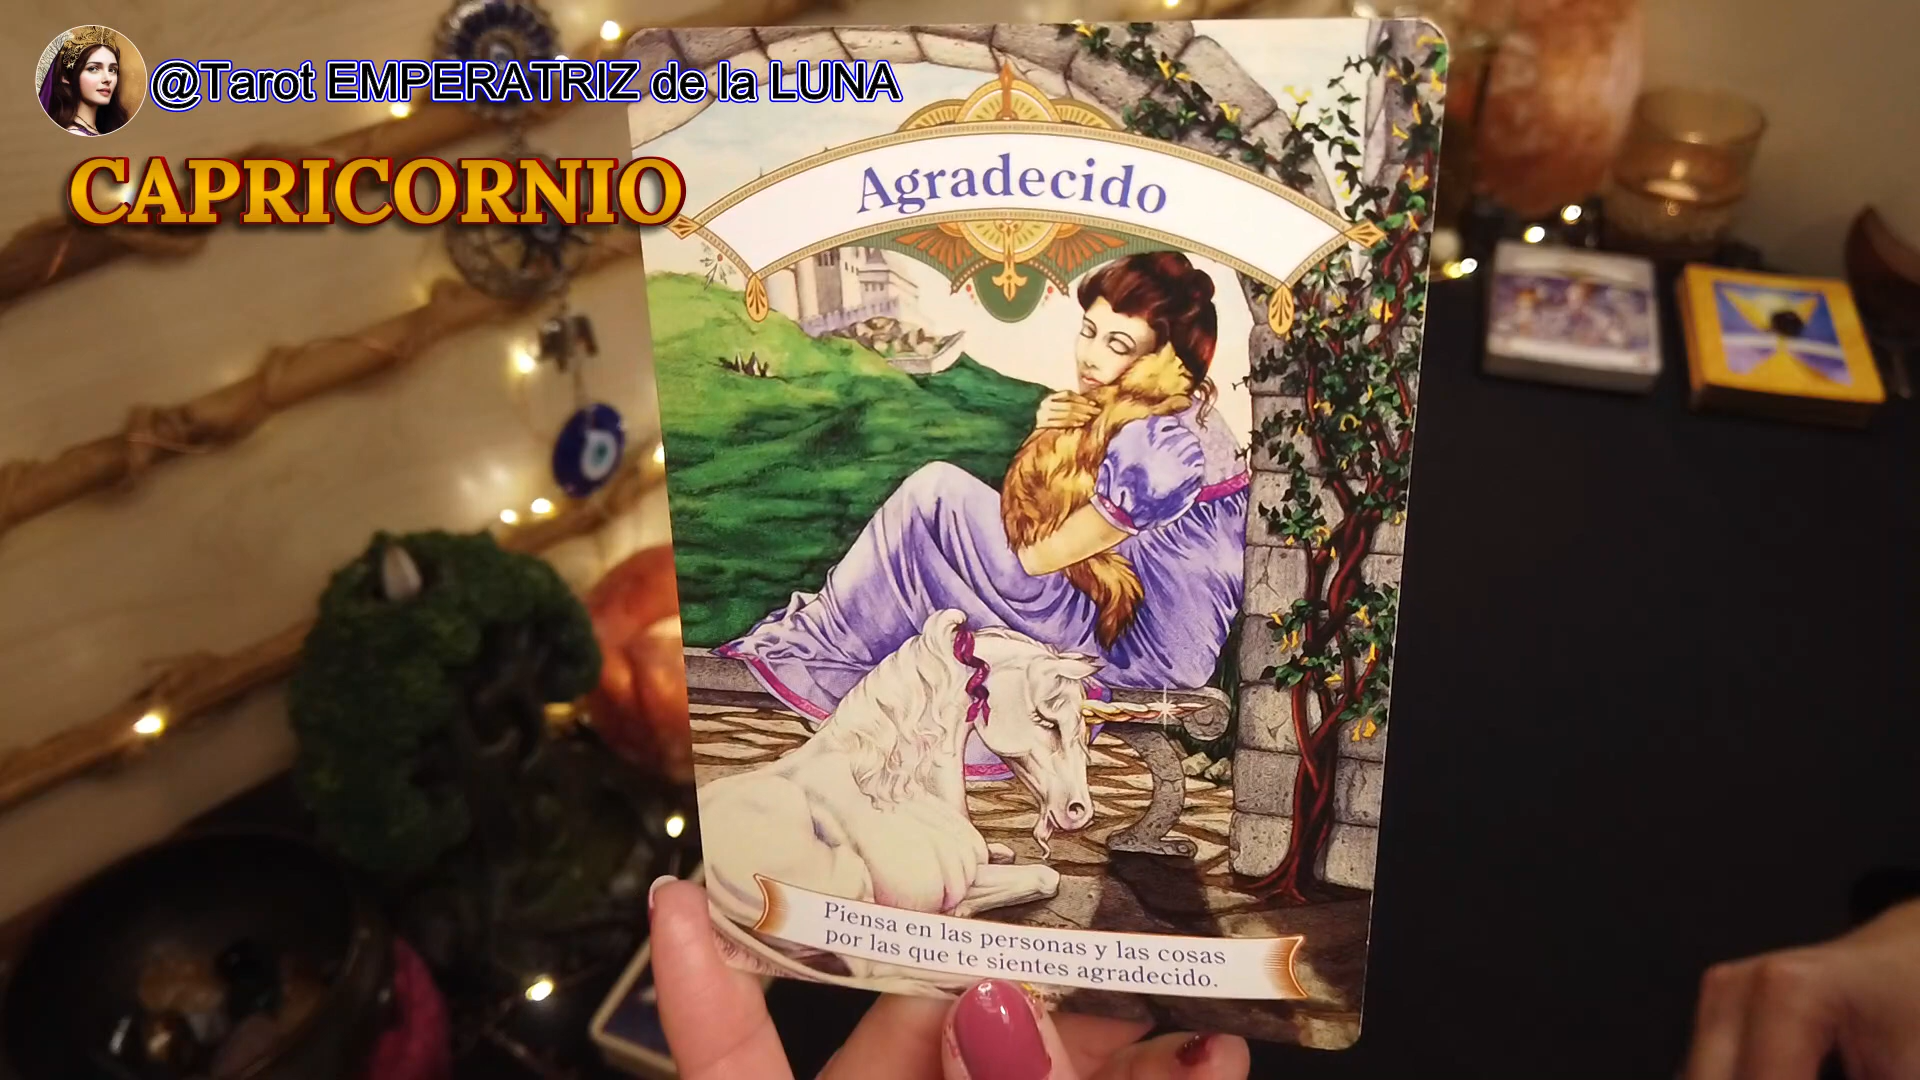 @Tarot EMPERATRIZ de la LUNA
CAPRICORNIO
Agradecido
Piensa en las personas y las cosas
por las que te sientes agradecido.